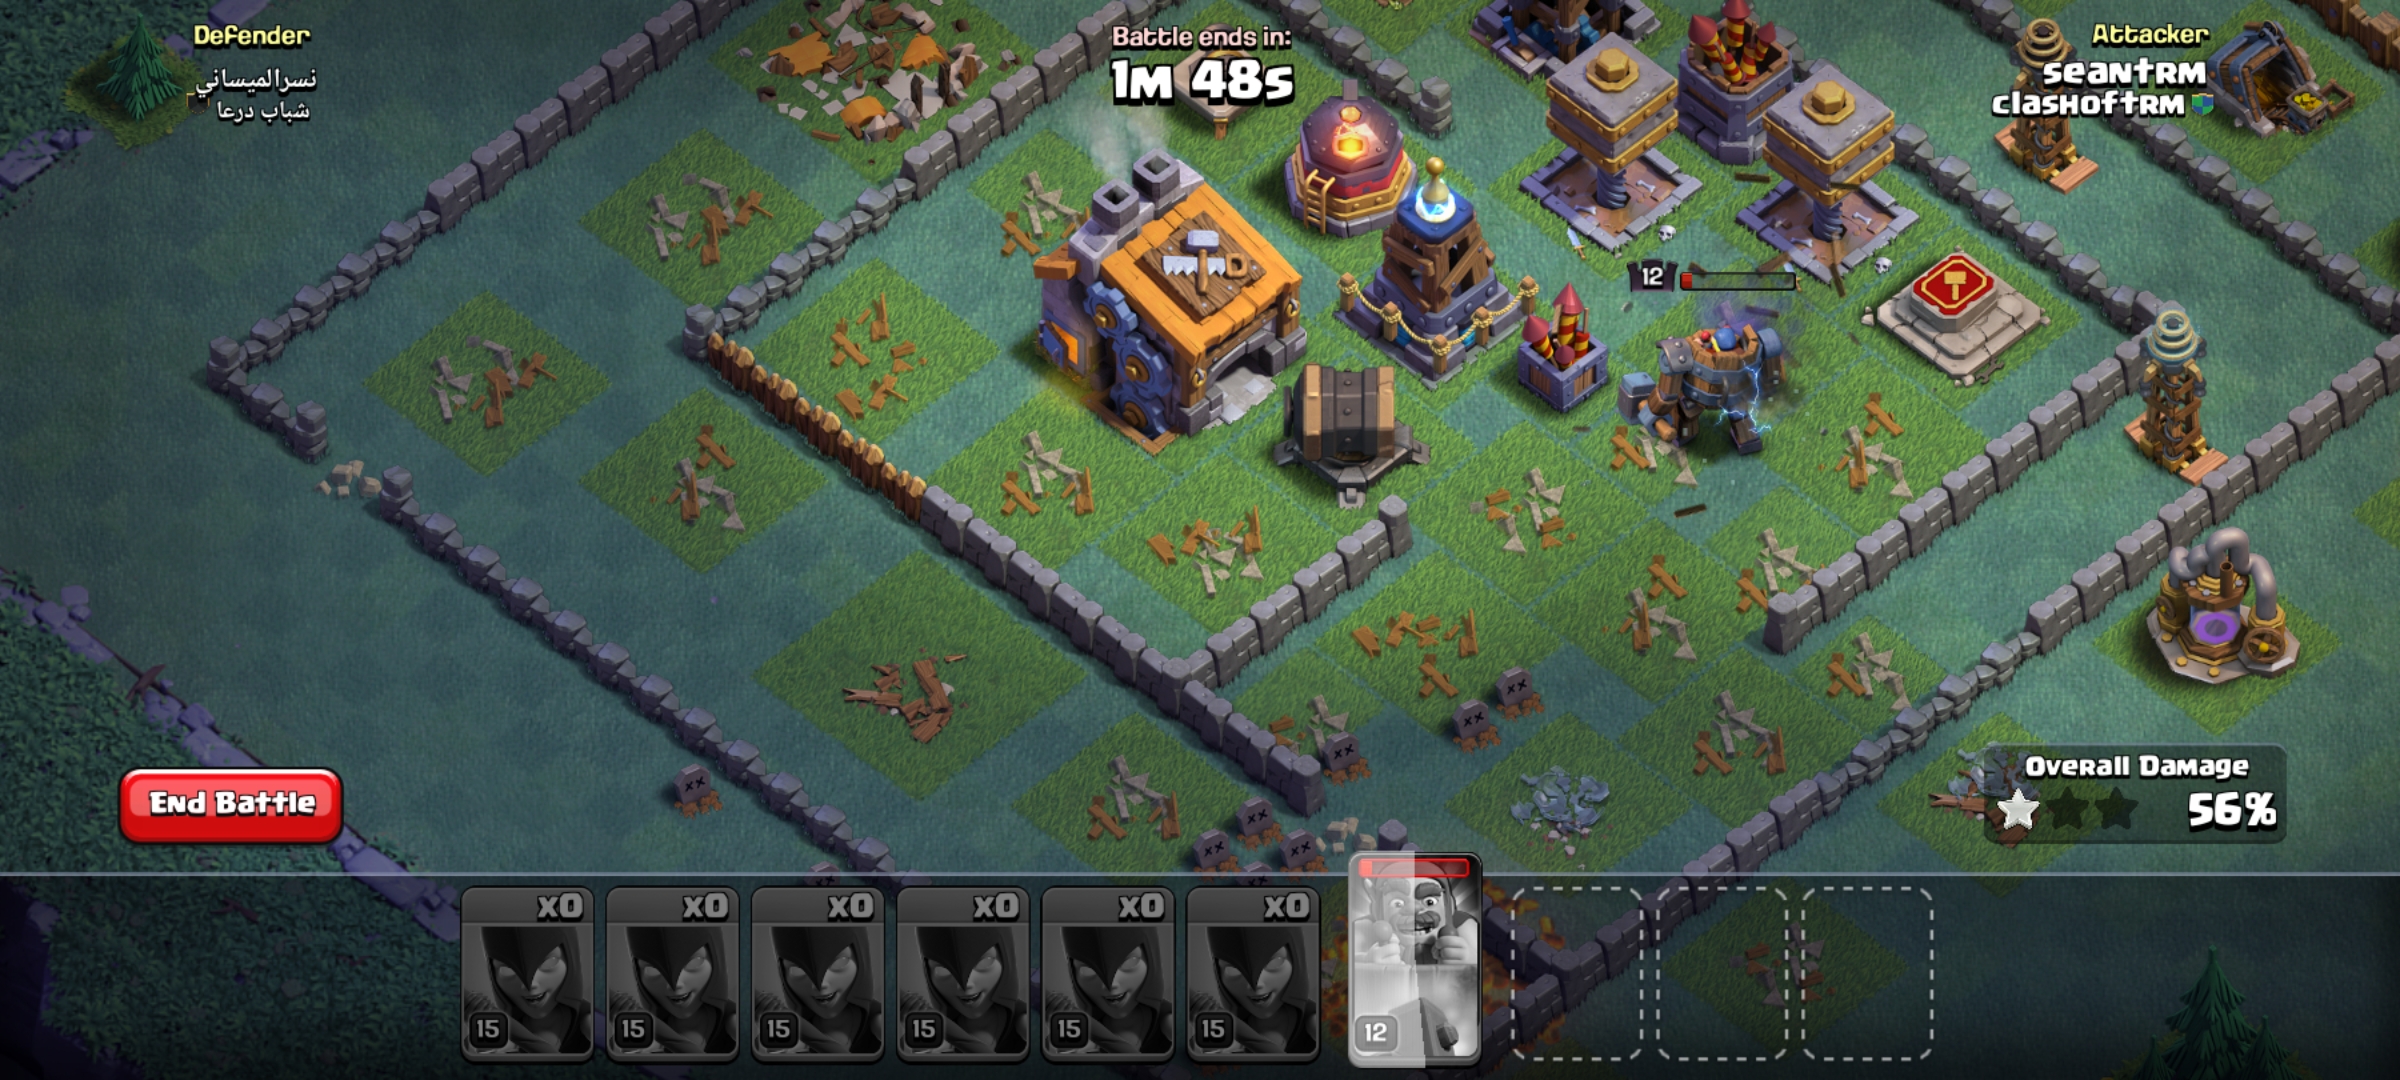 Defender
نسرالميساني
شباب درعا
Battle ends in:
1M 48s
Attacker
seantrm
clashoftrm
12
End Battle
Overall Damage
56%
x0
x0
x0
x0
x0
x0
15
15
15
15
15
15
12